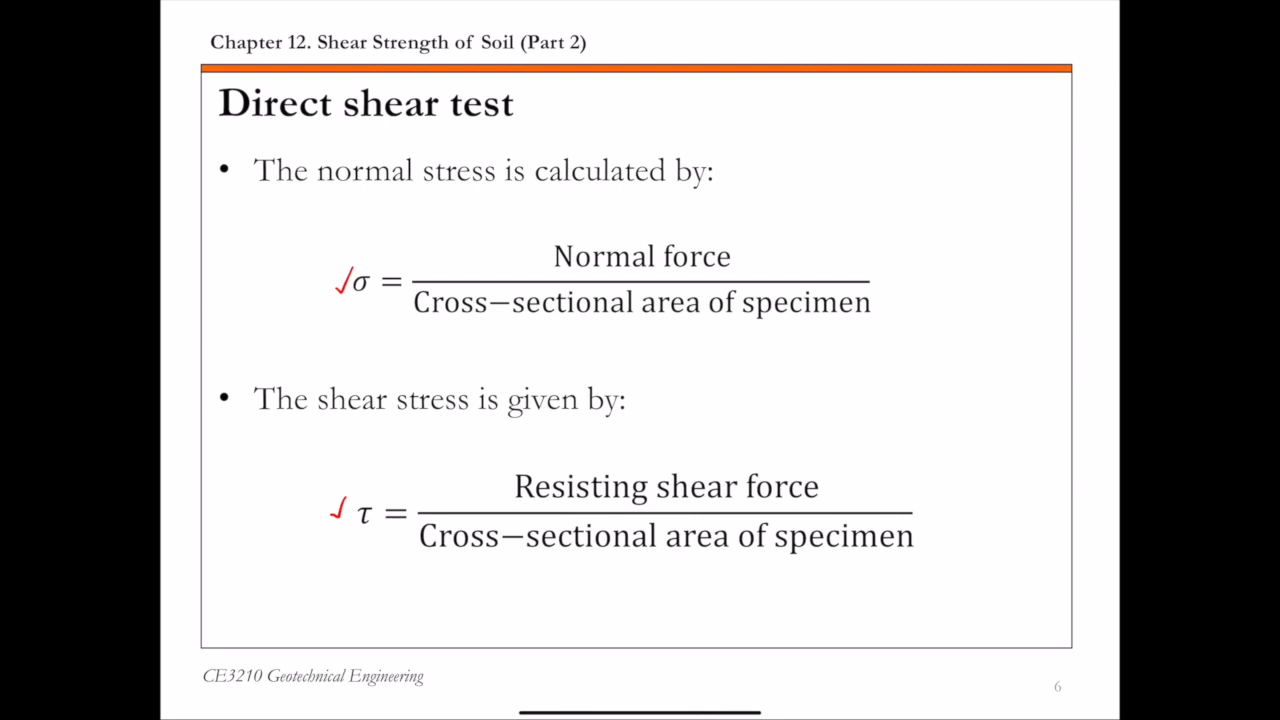 Chapter 12. Shear Strength of Soil (Part 2)
Direct shear test
• The normal stress is calculated by:
Normal force
✓σ =
Cross−sectional area of specimen
• The shear stress is given by:
Resisting shear force
✓ τ =
Cross−sectional area of specimen
CE3210 Geotechnical Engineering
6